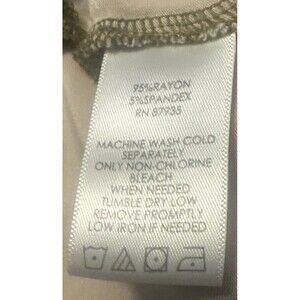 95%RAYON
5%SPANDEX
RN 87935
MACHINE WASH COLD
SEPARATELY
ONLY NON-CHLORINE
BLEACH
WHEN NEEDED
TUMBLE DRY LOW
REMOVE PROMPTLY
LOW IRON IF NEEDED